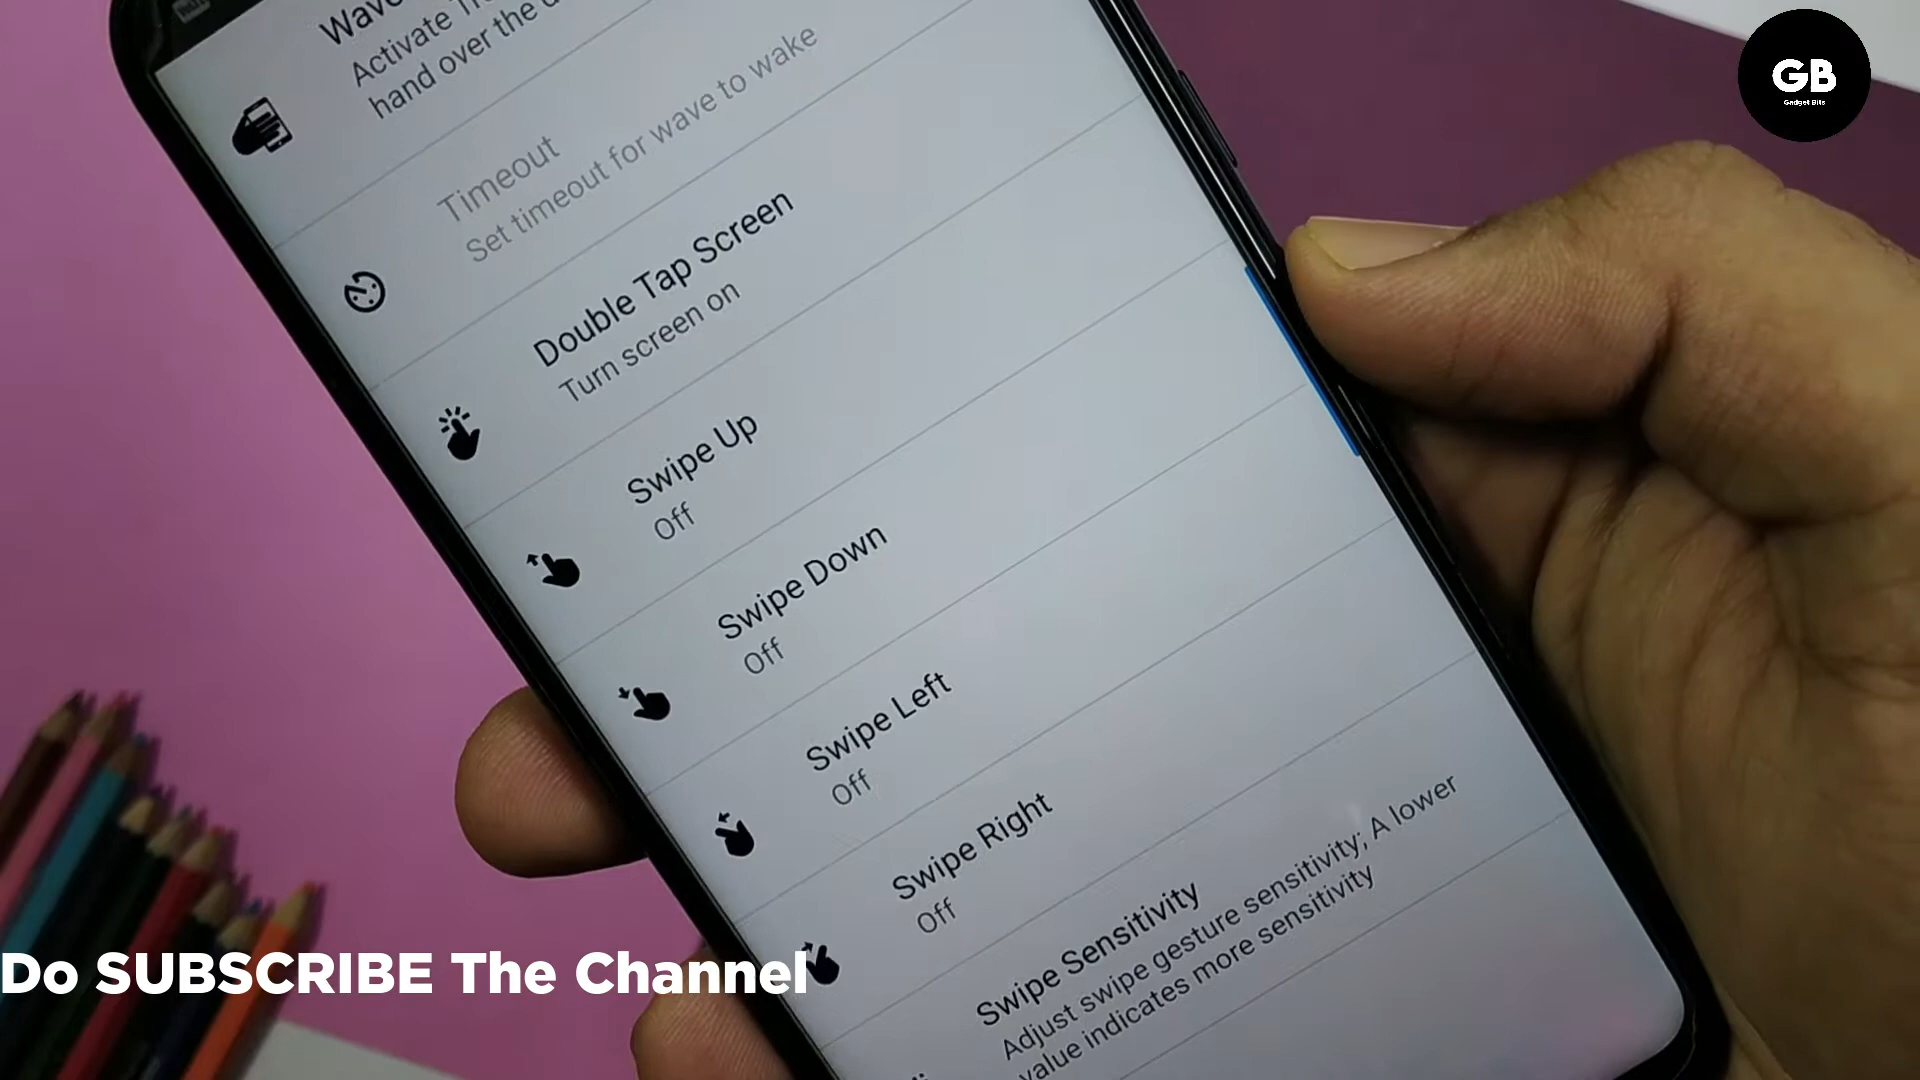 Wave
Activate
hand over the
Timeout
Set timeout for wave to wake
Double Tap Screen
Turn screen on
Swipe Up
Off
Swipe Down
Off
Swipe Left
Off
Swipe Right
Off
Swipe Sensitivity
Adjust swipe gesture sensitivity; A lower
value indicates more sensitivity
GB
Gadget Bits
Do SUBSCRIBE The Channel